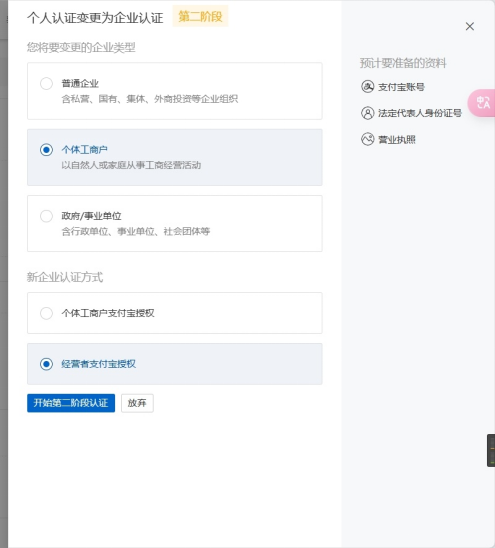 个人认证变更为企业认证 第二阶段
您将要变更的企业类型
普通企业
含私营、国有、集体、外商投资等企业组织
个体工商户
以自然人或家庭从事工商经营活动
政府/事业单位
含行政单位、事业单位、社会团体等
新企业认证方式
个体工商户支付宝授权
经营者支付宝授权
开始第二阶段认证 放弃
预计要准备的资料
支付宝账号
法定代表人身份证号
营业执照